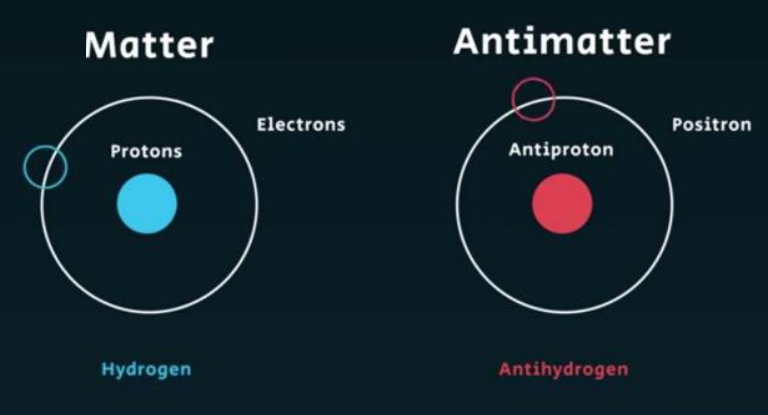 Matter
Electrons
Protons
Hydrogen
Antimatter
Positron
Antiproton
Antihydrogen